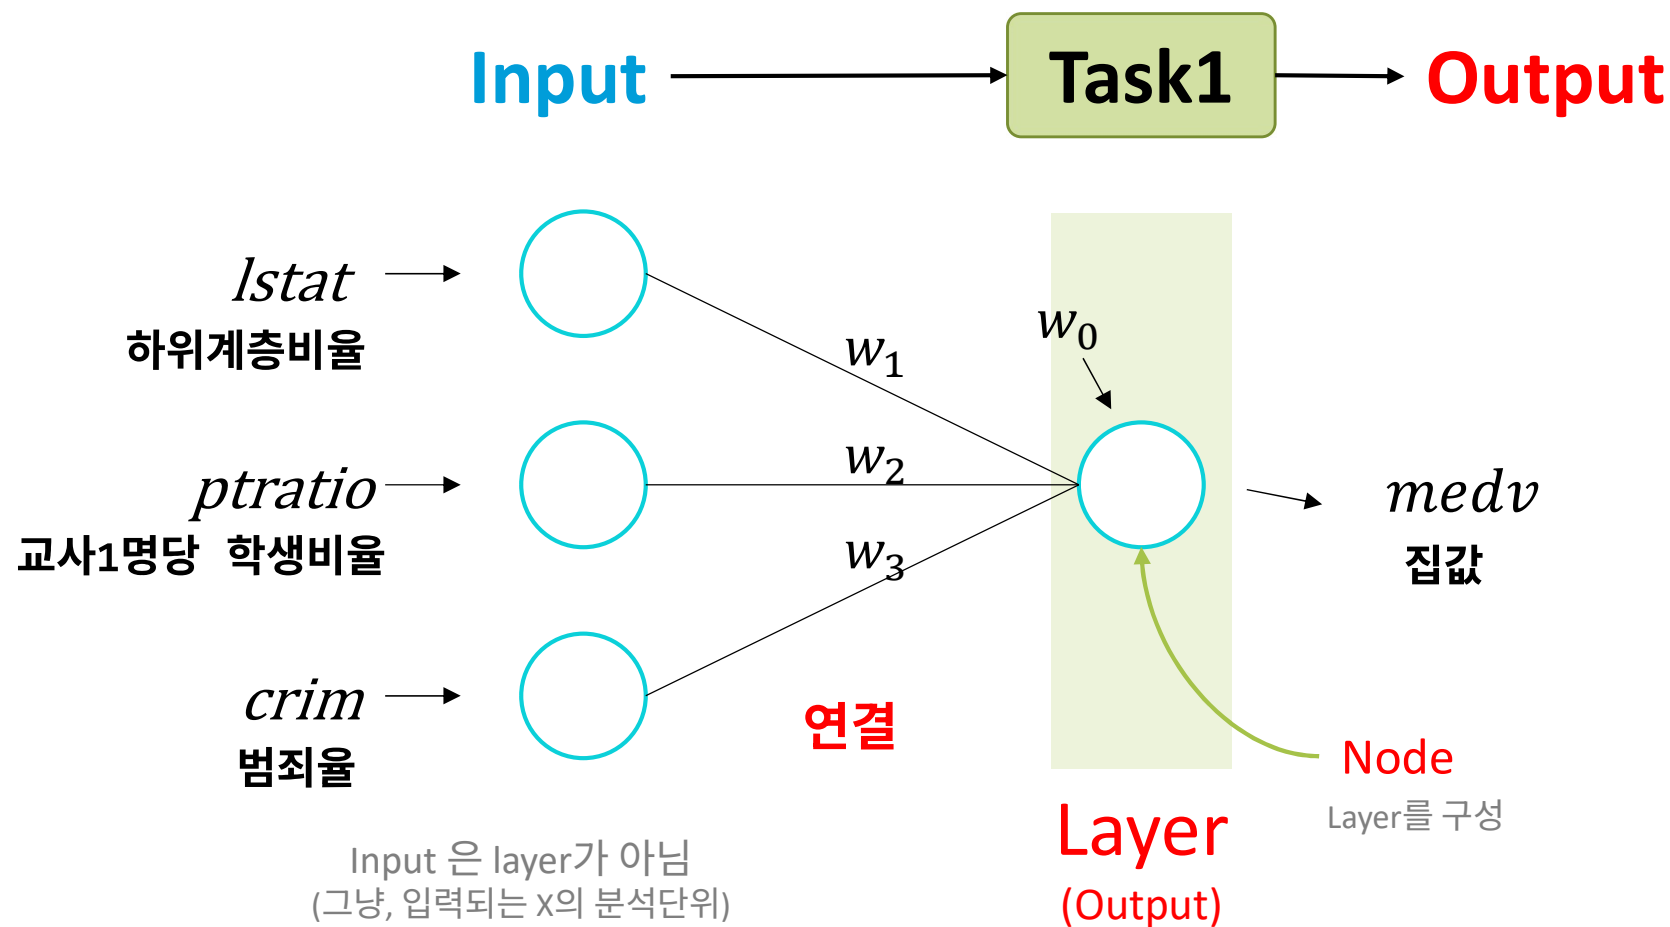 Input
Task1
Output
lstat
하위계층비율
w1
w0
ptratio
교사1명당 학생비율
w2
medv
집값
w3
crim
범죄율
연결
Node
Layer를 구성
Layer
(Output)
Input 은 layer가 아님
(그냥, 입력되는 X의 분석단위)